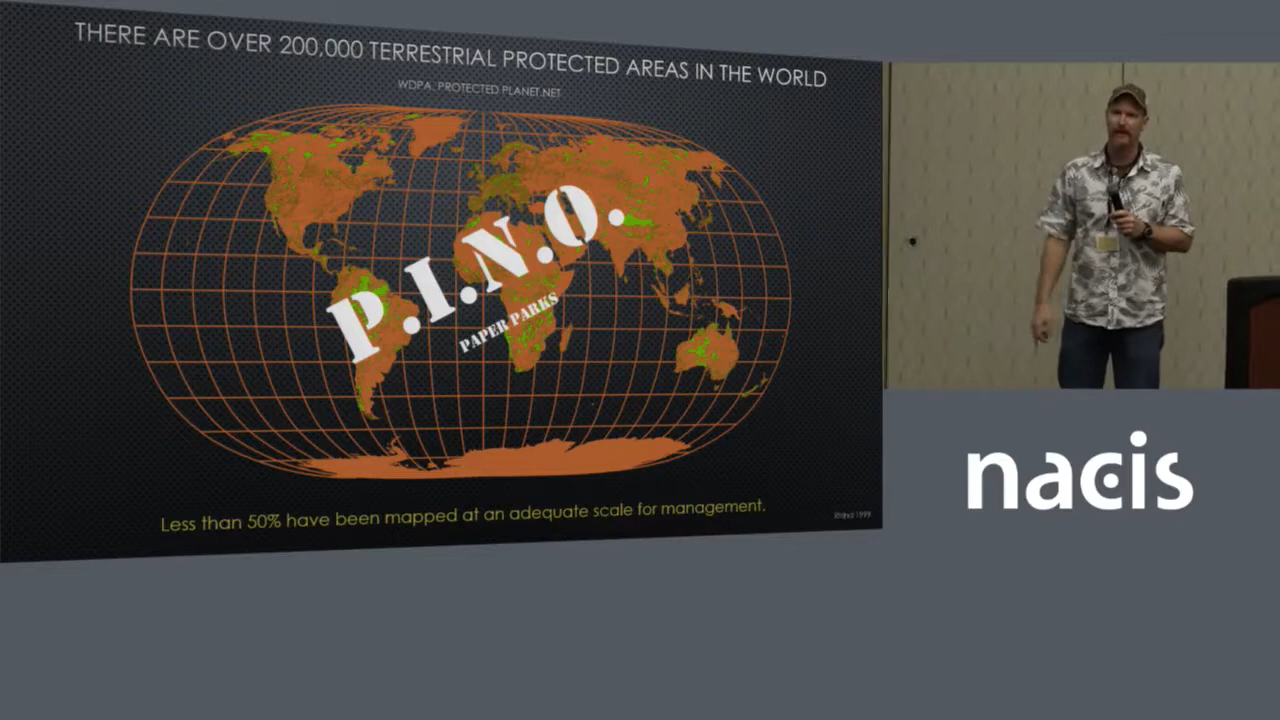 THERE ARE OVER 200,000 TERRESTRIAL PROTECTED AREAS IN THE WORLD
WDPA. PROTECTED PLANET.NET
P.I.N.O.
PAPER PARKS
Less than 50% have been mapped at an adequate scale for management.
1999
nacis